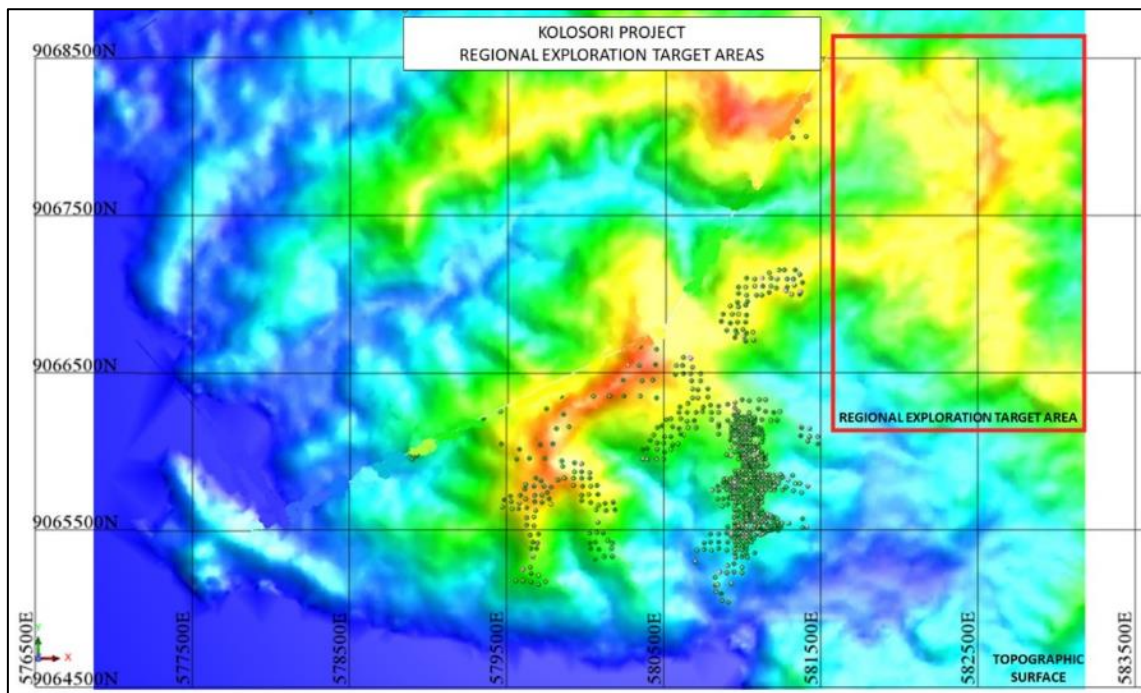 KOLOSORI PROJECT
REGIONAL EXPLORATION TARGET AREAS
9068500N
9067500N
9066500N
REGIONAL EXPLORATION TARGET AREA
9065500N
9064500N
576500E
577500E
578500E
579500E
580500E
581500E
582500E
583500E
TOPOGRAPHIC
SURFACE
Y
X